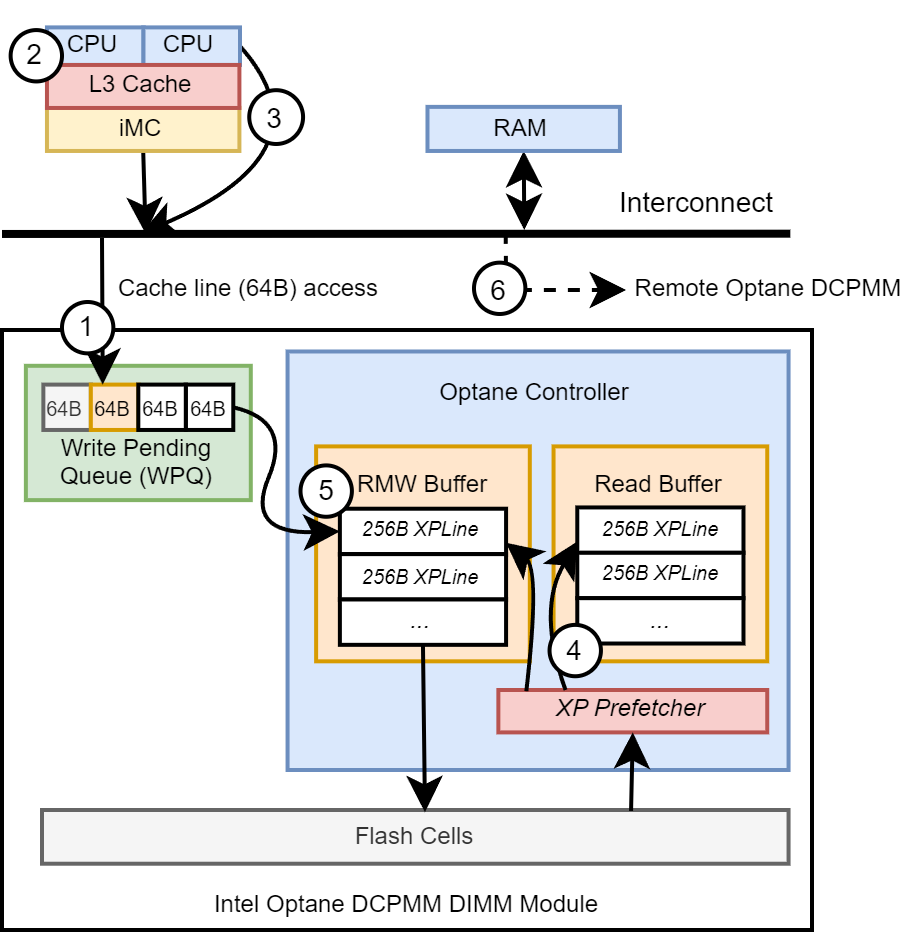 2
CPU
CPU
L3 Cache
iMC
3
RAM
Interconnect
Cache line (64B) access
6
Remote Optane DCPMM
1
64B
64B
64B
64B
Write Pending
Queue (WPQ)
Optane Controller
5
RMW Buffer
256B XPLine
256B XPLine
...
Read Buffer
256B XPLine
256B XPLine
...
4
XP Prefetcher
Flash Cells
Intel Optane DCPMM DIMM Module